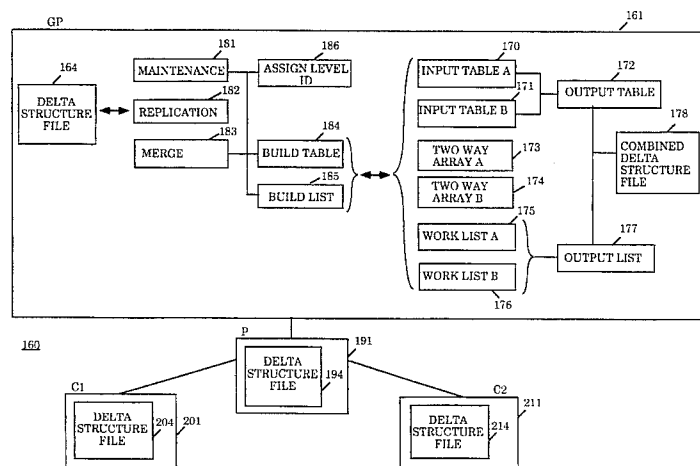 GP
161
164
DELTA
STRUCTURE
FILE
181
MAINTENANCE
182
REPLICATION
183
MERGE
186
ASSIGN LEVEL
ID
184
BUILD TABLE
185
BUILD LIST
170
INPUT TABLE A
171
INPUT TABLE B
173
TWO WAY
ARRAY A
TWO WAY
ARRAY B
174
175
WORK LIST A
WORK LIST B
176
172
OUTPUT TABLE
178
COMBINED
DELTA
STRUCTURE
FILE
177
OUTPUT LIST
160
P
191
DELTA
STRUCTURE
FILE
194
C1
DELTA
STRUCTURE
FILE
204
201
C2
211
DELTA
STRUCTURE
FILE
214